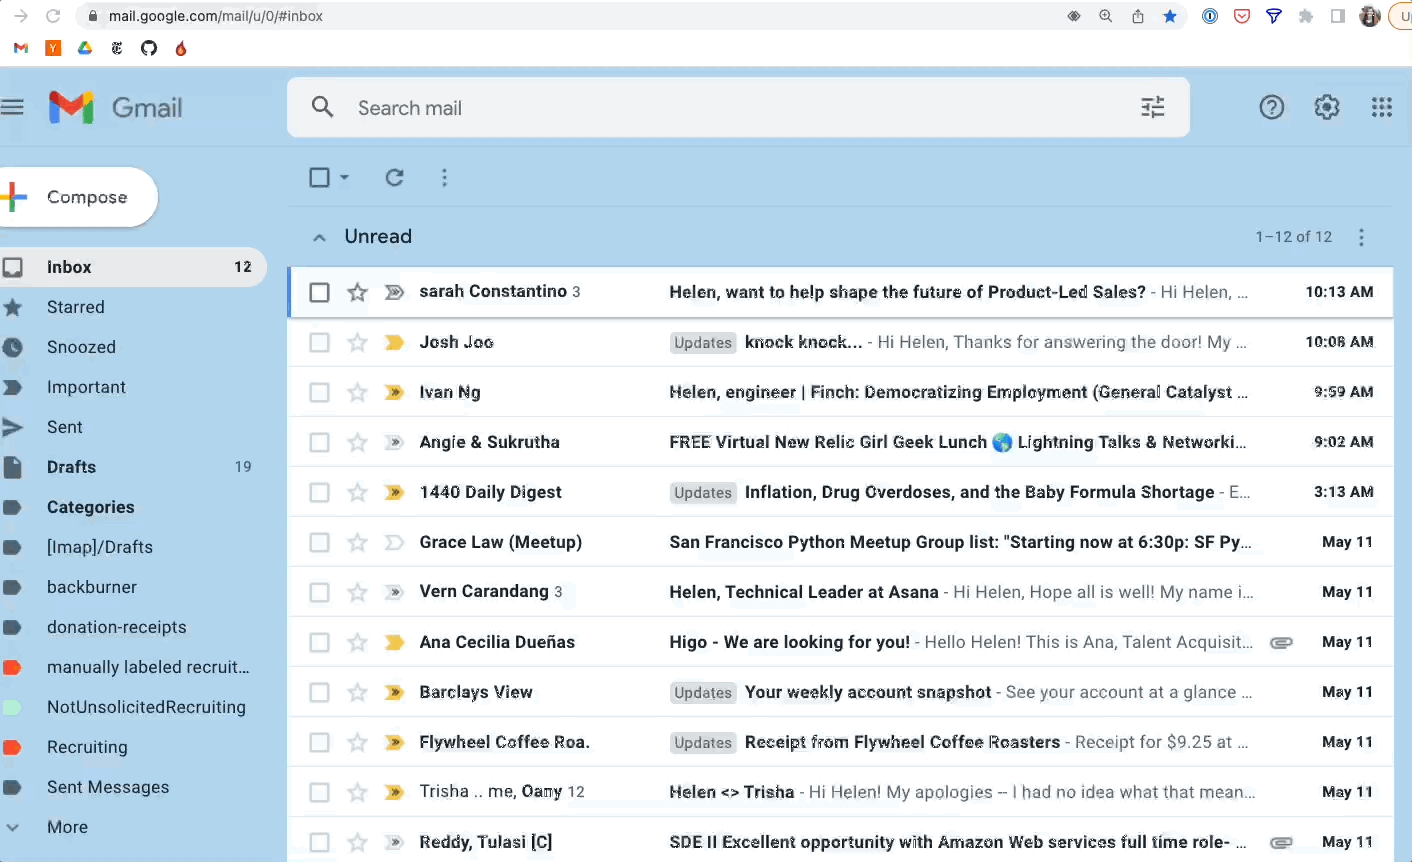 mail.google.com/mail/u/0/#inbox
Gmail
Search mail
Compose
Unread
1–12 of 12
Inbox 12
Starred
Snoozed
Important
Sent
Drafts 19
Categories
[Imap]/Drafts
backburner
donation-receipts
manually labeled recruit...
NotUnsolicitedRecruiting
Recruiting
Sent Messages
More
sarah Constantino 3 Helen, want to help shape the future of Product-Led Sales? - Hi Helen, ... 10:13 AM
Josh Joo Updates knock knock... - Hi Helen, Thanks for answering the door! My ... 10:08 AM
Ivan Ng Helen, engineer | Finch: Democratizing Employment (General Catalyst ... 9:59 AM
Angie & Sukrutha FREE Virtual New Relic Girl Geek Lunch 🌎 Lightning Talks & Networki... 9:02 AM
1440 Daily Digest Updates Inflation, Drug Overdoses, and the Baby Formula Shortage - E... 3:13 AM
Grace Law (Meetup) San Francisco Python Meetup Group list: "Starting now at 6:30p: SF Py... May 11
Vern Carandang 3 Helen, Technical Leader at Asana - Hi Helen, Hope all is well! My name i... May 11
Ana Cecilia Dueñas Higo - We are looking for you! - Hello Helen! This is Ana, Talent Acquisit... May 11
Barclays View Updates Your weekly account snapshot - See your account at a glance ... May 11
Flywheel Coffee Roa. Updates Receipt from Flywheel Coffee Roasters - Receipt for $9.25 at ... May 11
Trisha .. me, Oany 12 Helen <> Trisha - Hi Helen! My apologies -- I had no idea what that mean... May 11
Reddy, Tulasi [C] SDE II Excellent opportunity with Amazon Web services full time role- ... May 11